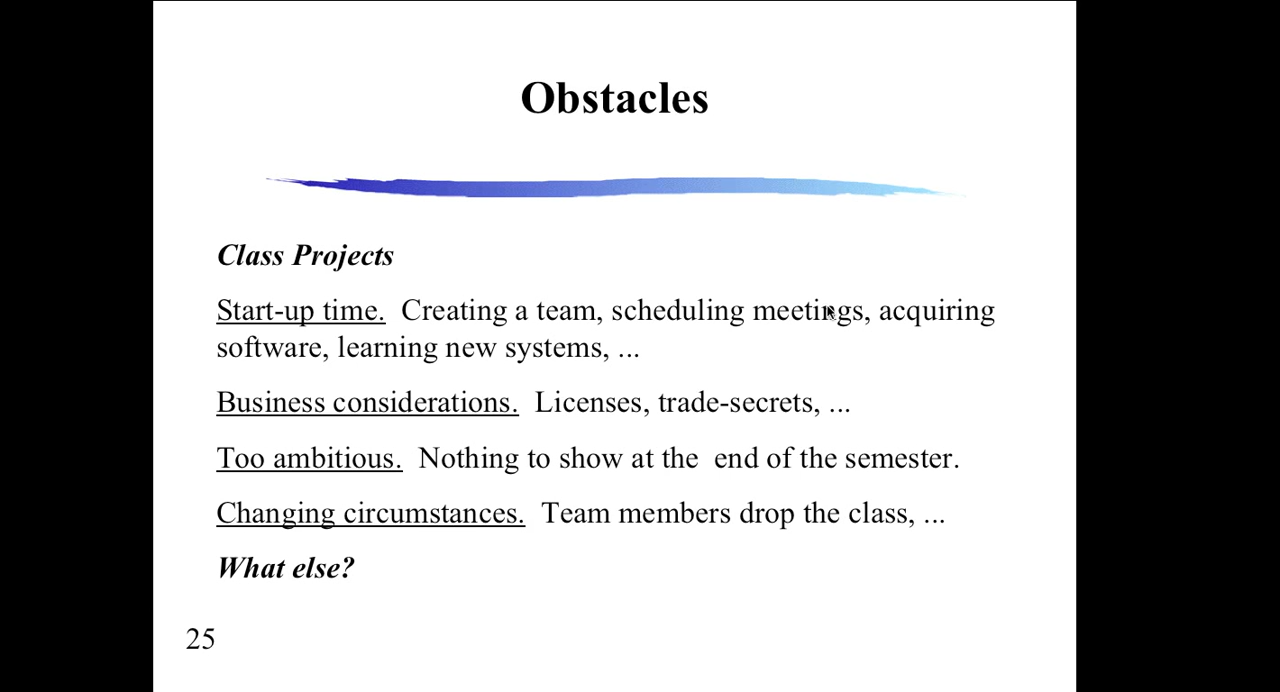 Obstacles
Class Projects
Start-up time.  Creating a team, scheduling meetings, acquiring
software, learning new systems, ...
Business considerations.  Licenses, trade-secrets, ...
Too ambitious.  Nothing to show at the  end of the semester.
Changing circumstances.  Team members drop the class, ...
What else?
25